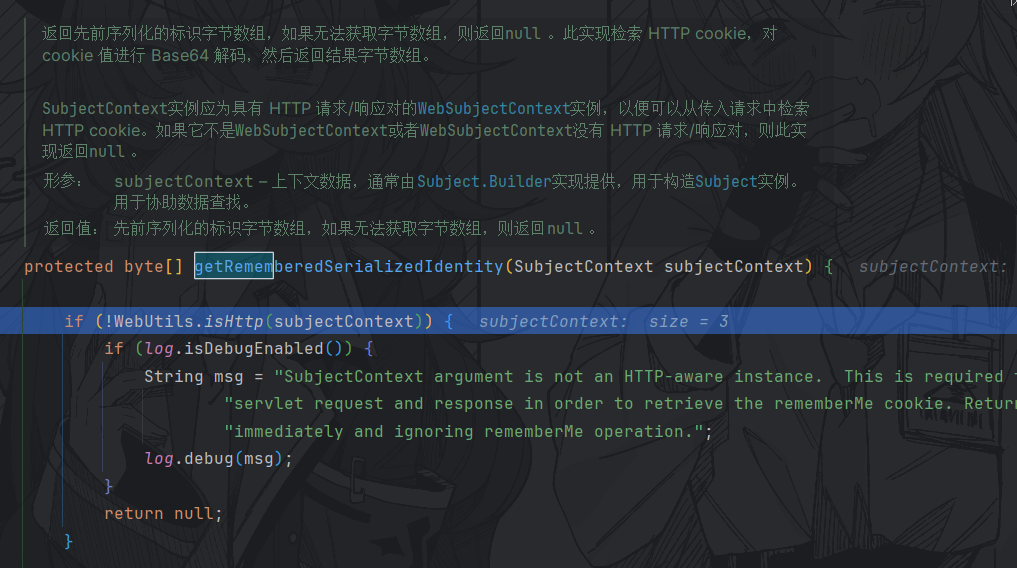 返回先前序列化的标识字节数组，如果无法获取字节数组，则返回null 。此实现检索 HTTP cookie，对
cookie 值进行 Base64 解码，然后返回结果字节数组。
SubjectContext实例应为具有 HTTP 请求/响应对的WebSubjectContext实例，以便可以从传入请求中检索
HTTP cookie。如果它不是WebSubjectContext或者WebSubjectContext没有 HTTP 请求/响应对，则此实
现返回null 。
形参： subjectContext – 上下文数据，通常由Subject.Builder实现提供，用于构造Subject实例。
用于协助数据查找。
返回值： 先前序列化的标识字节数组，如果无法获取字节数组，则返回null 。
protected byte[] getRememberedSerializedIdentity(SubjectContext subjectContext) { subjectContext:
if (!WebUtils.isHttp(subjectContext)) { subjectContext: size = 3
if (log.isDebugEnabled()) {
String msg = "SubjectContext argument is not an HTTP-aware instance.  This is required
"servlet request and response in order to retrieve the rememberMe cookie. Return
"immediately and ignoring rememberMe operation.";
log.debug(msg);
}
return null;
}